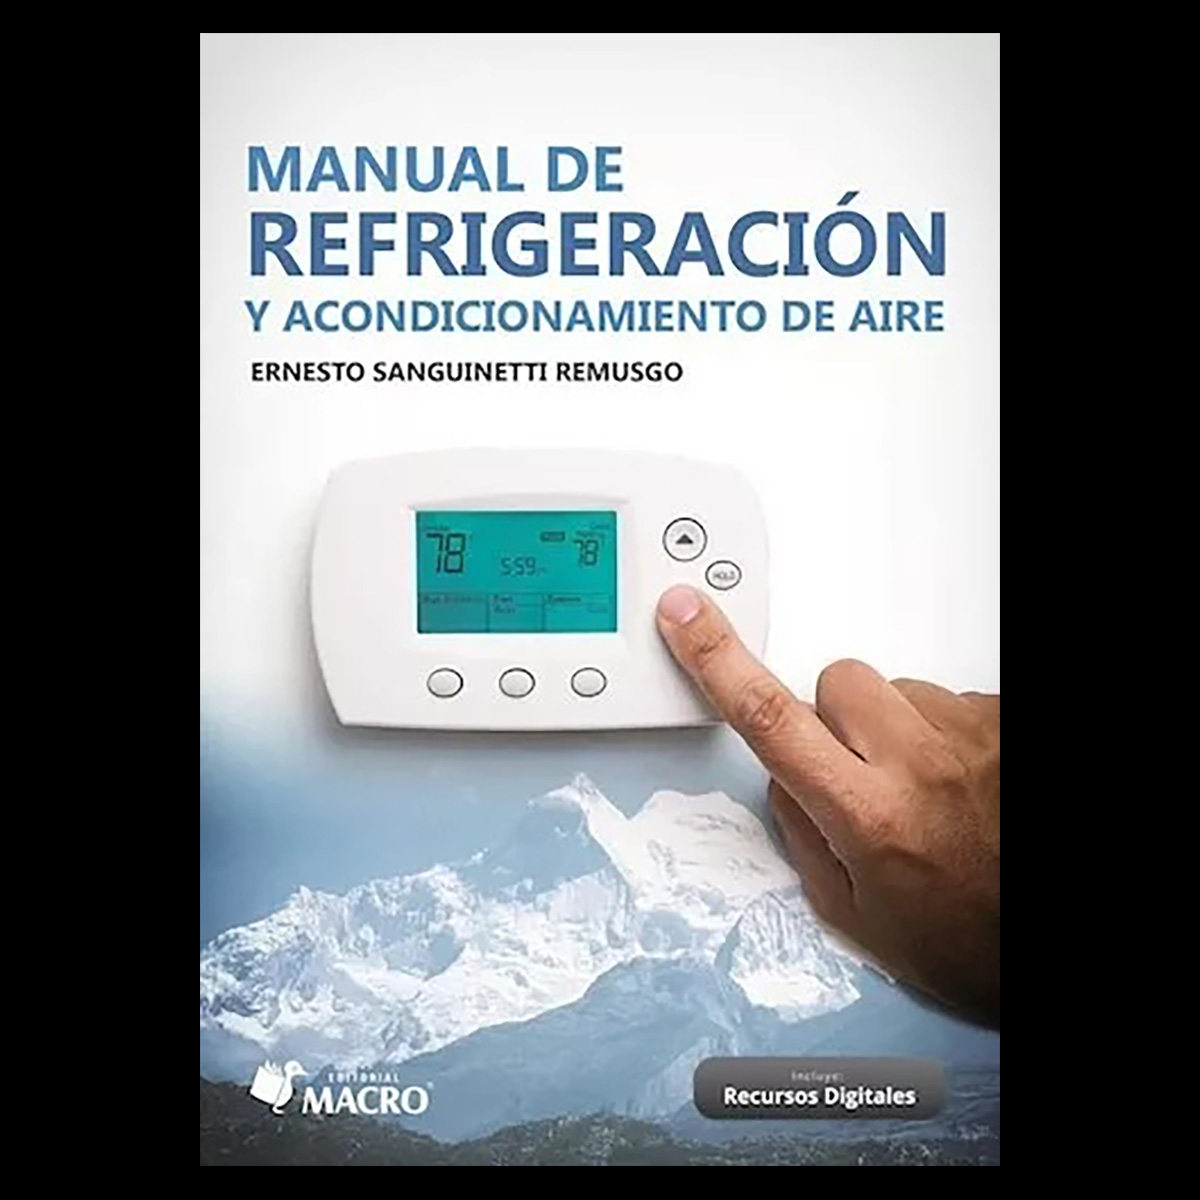 MANUAL DE
REFRIGERACIÓN
Y ACONDICIONAMIENTO DE AIRE
ERNESTO SANGUINETTI REMUSGO
78
5:59
78
HOLD
EDITORIAL
MACRO
Incluye:
Recursos Digitales